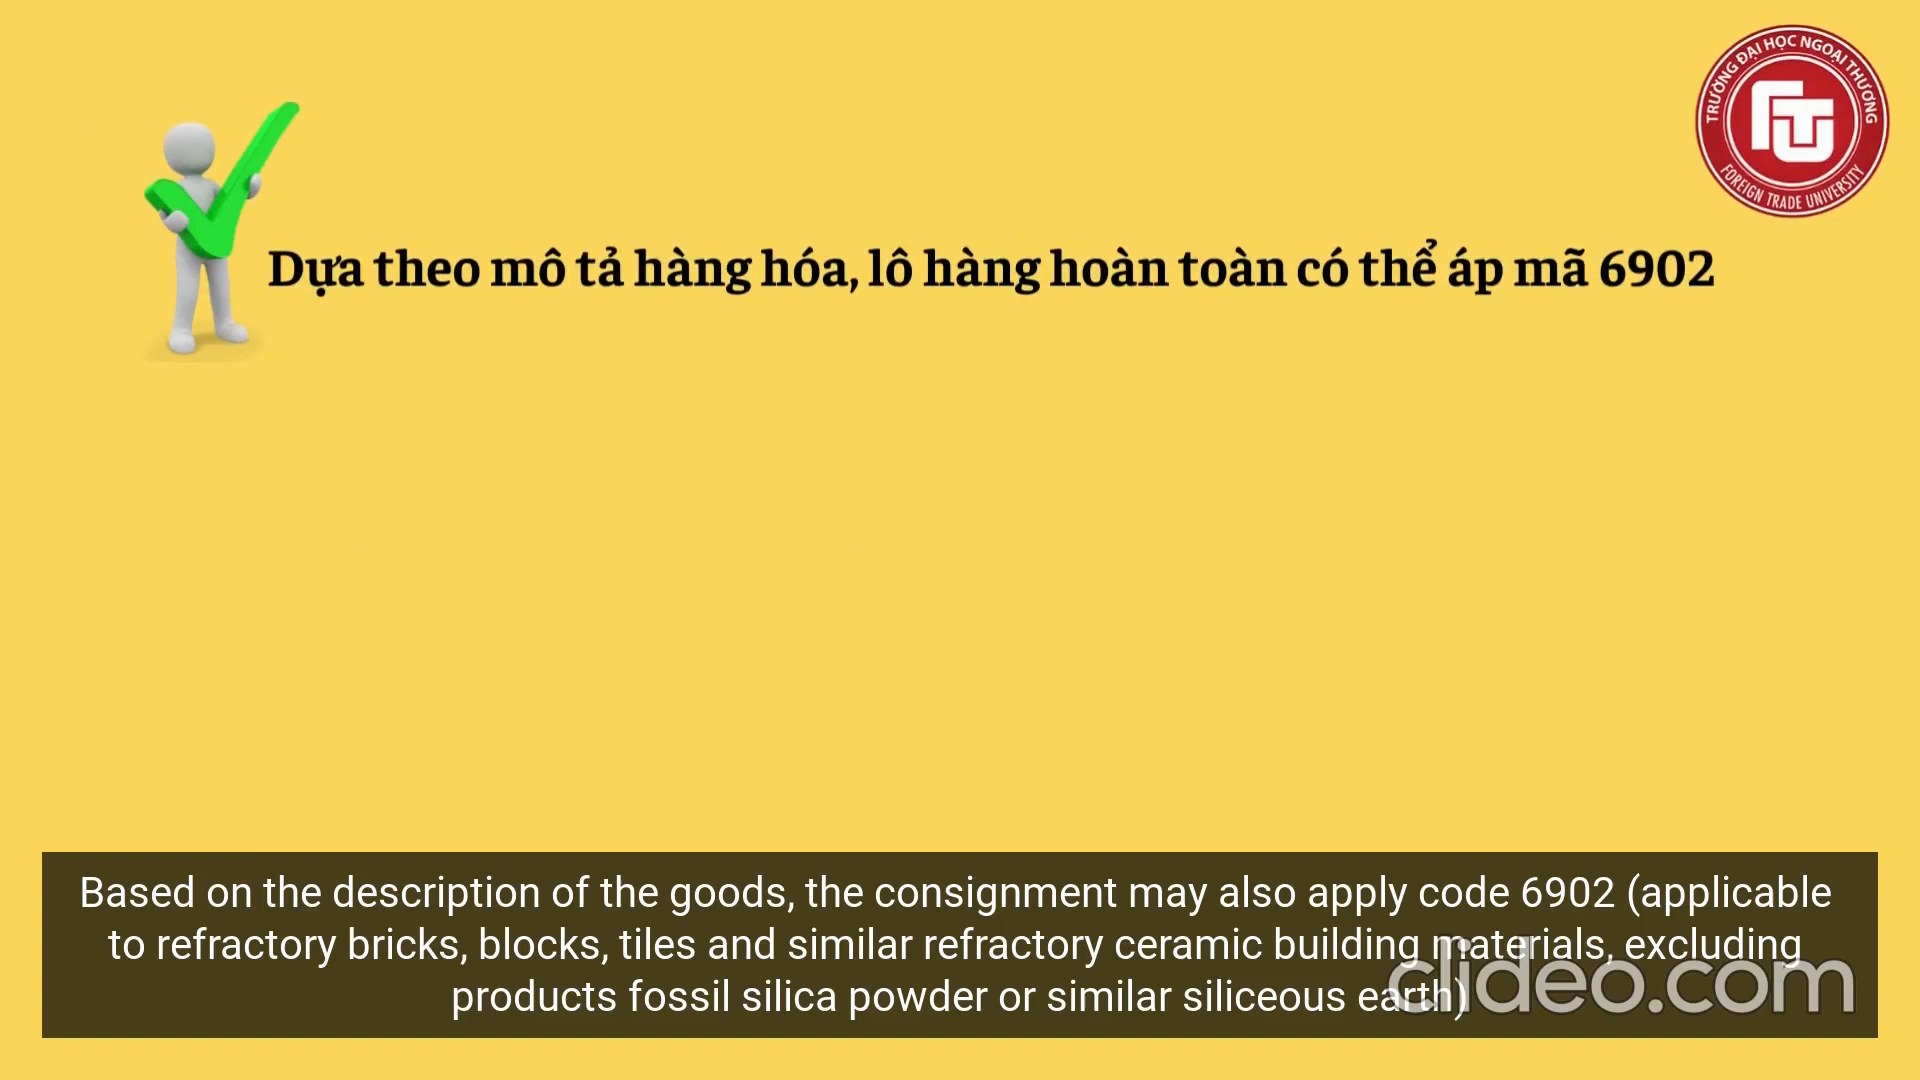 TRƯỜNG ĐẠI HỌC NGOẠI THƯƠNG
FTU
FOREIGN TRADE UNIVERSITY
Dựa theo mô tả hàng hóa, lô hàng hoàn toàn có thể áp mã 6902
Based on the description of the goods, the consignment may also apply code 6902 (applicable
to refractory bricks, blocks, tiles and similar refractory ceramic building materials, excluding
products fossil silica powder or similar siliceous earth)
clideo.com